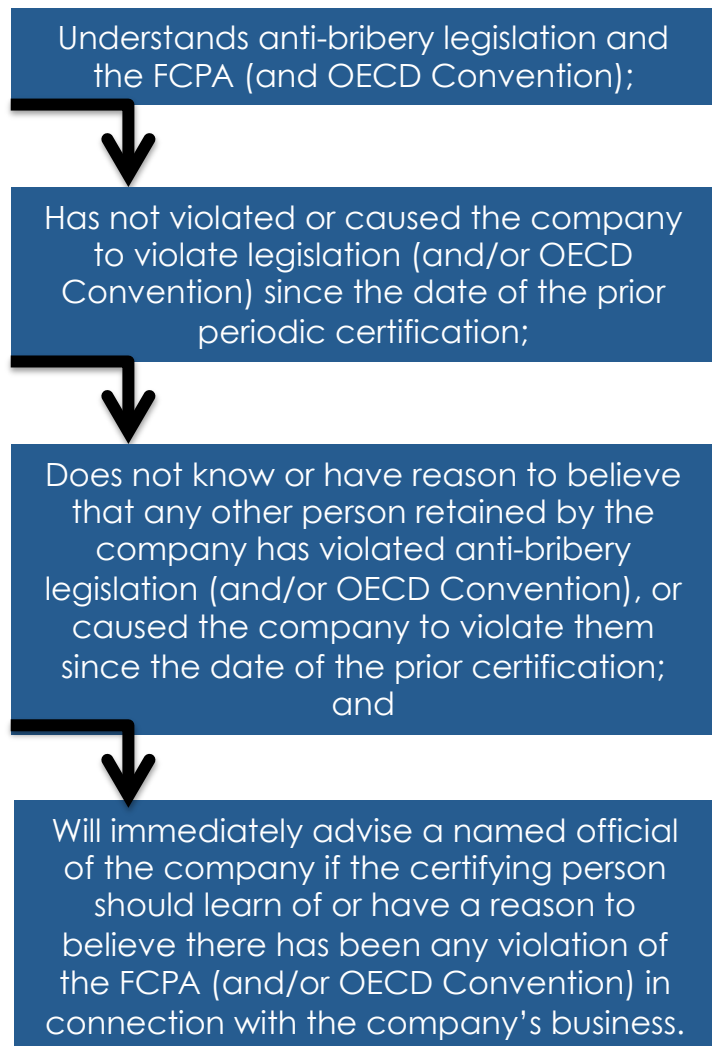 Understands anti-bribery legislation and
the FCPA (and OECD Convention);
Has not violated or caused the company
to violate legislation (and/or OECD
Convention) since the date of the prior
periodic certification;
Does not know or have reason to believe
that any other person retained by the
company has violated anti-bribery
legislation (and/or OECD Convention), or
caused the company to violate them
since the date of the prior certification;
and
Will immediately advise a named official
of the company if the certifying person
should learn of or have a reason to
believe there has been any violation of
the FCPA (and/or OECD Convention) in
connection with the company’s business.